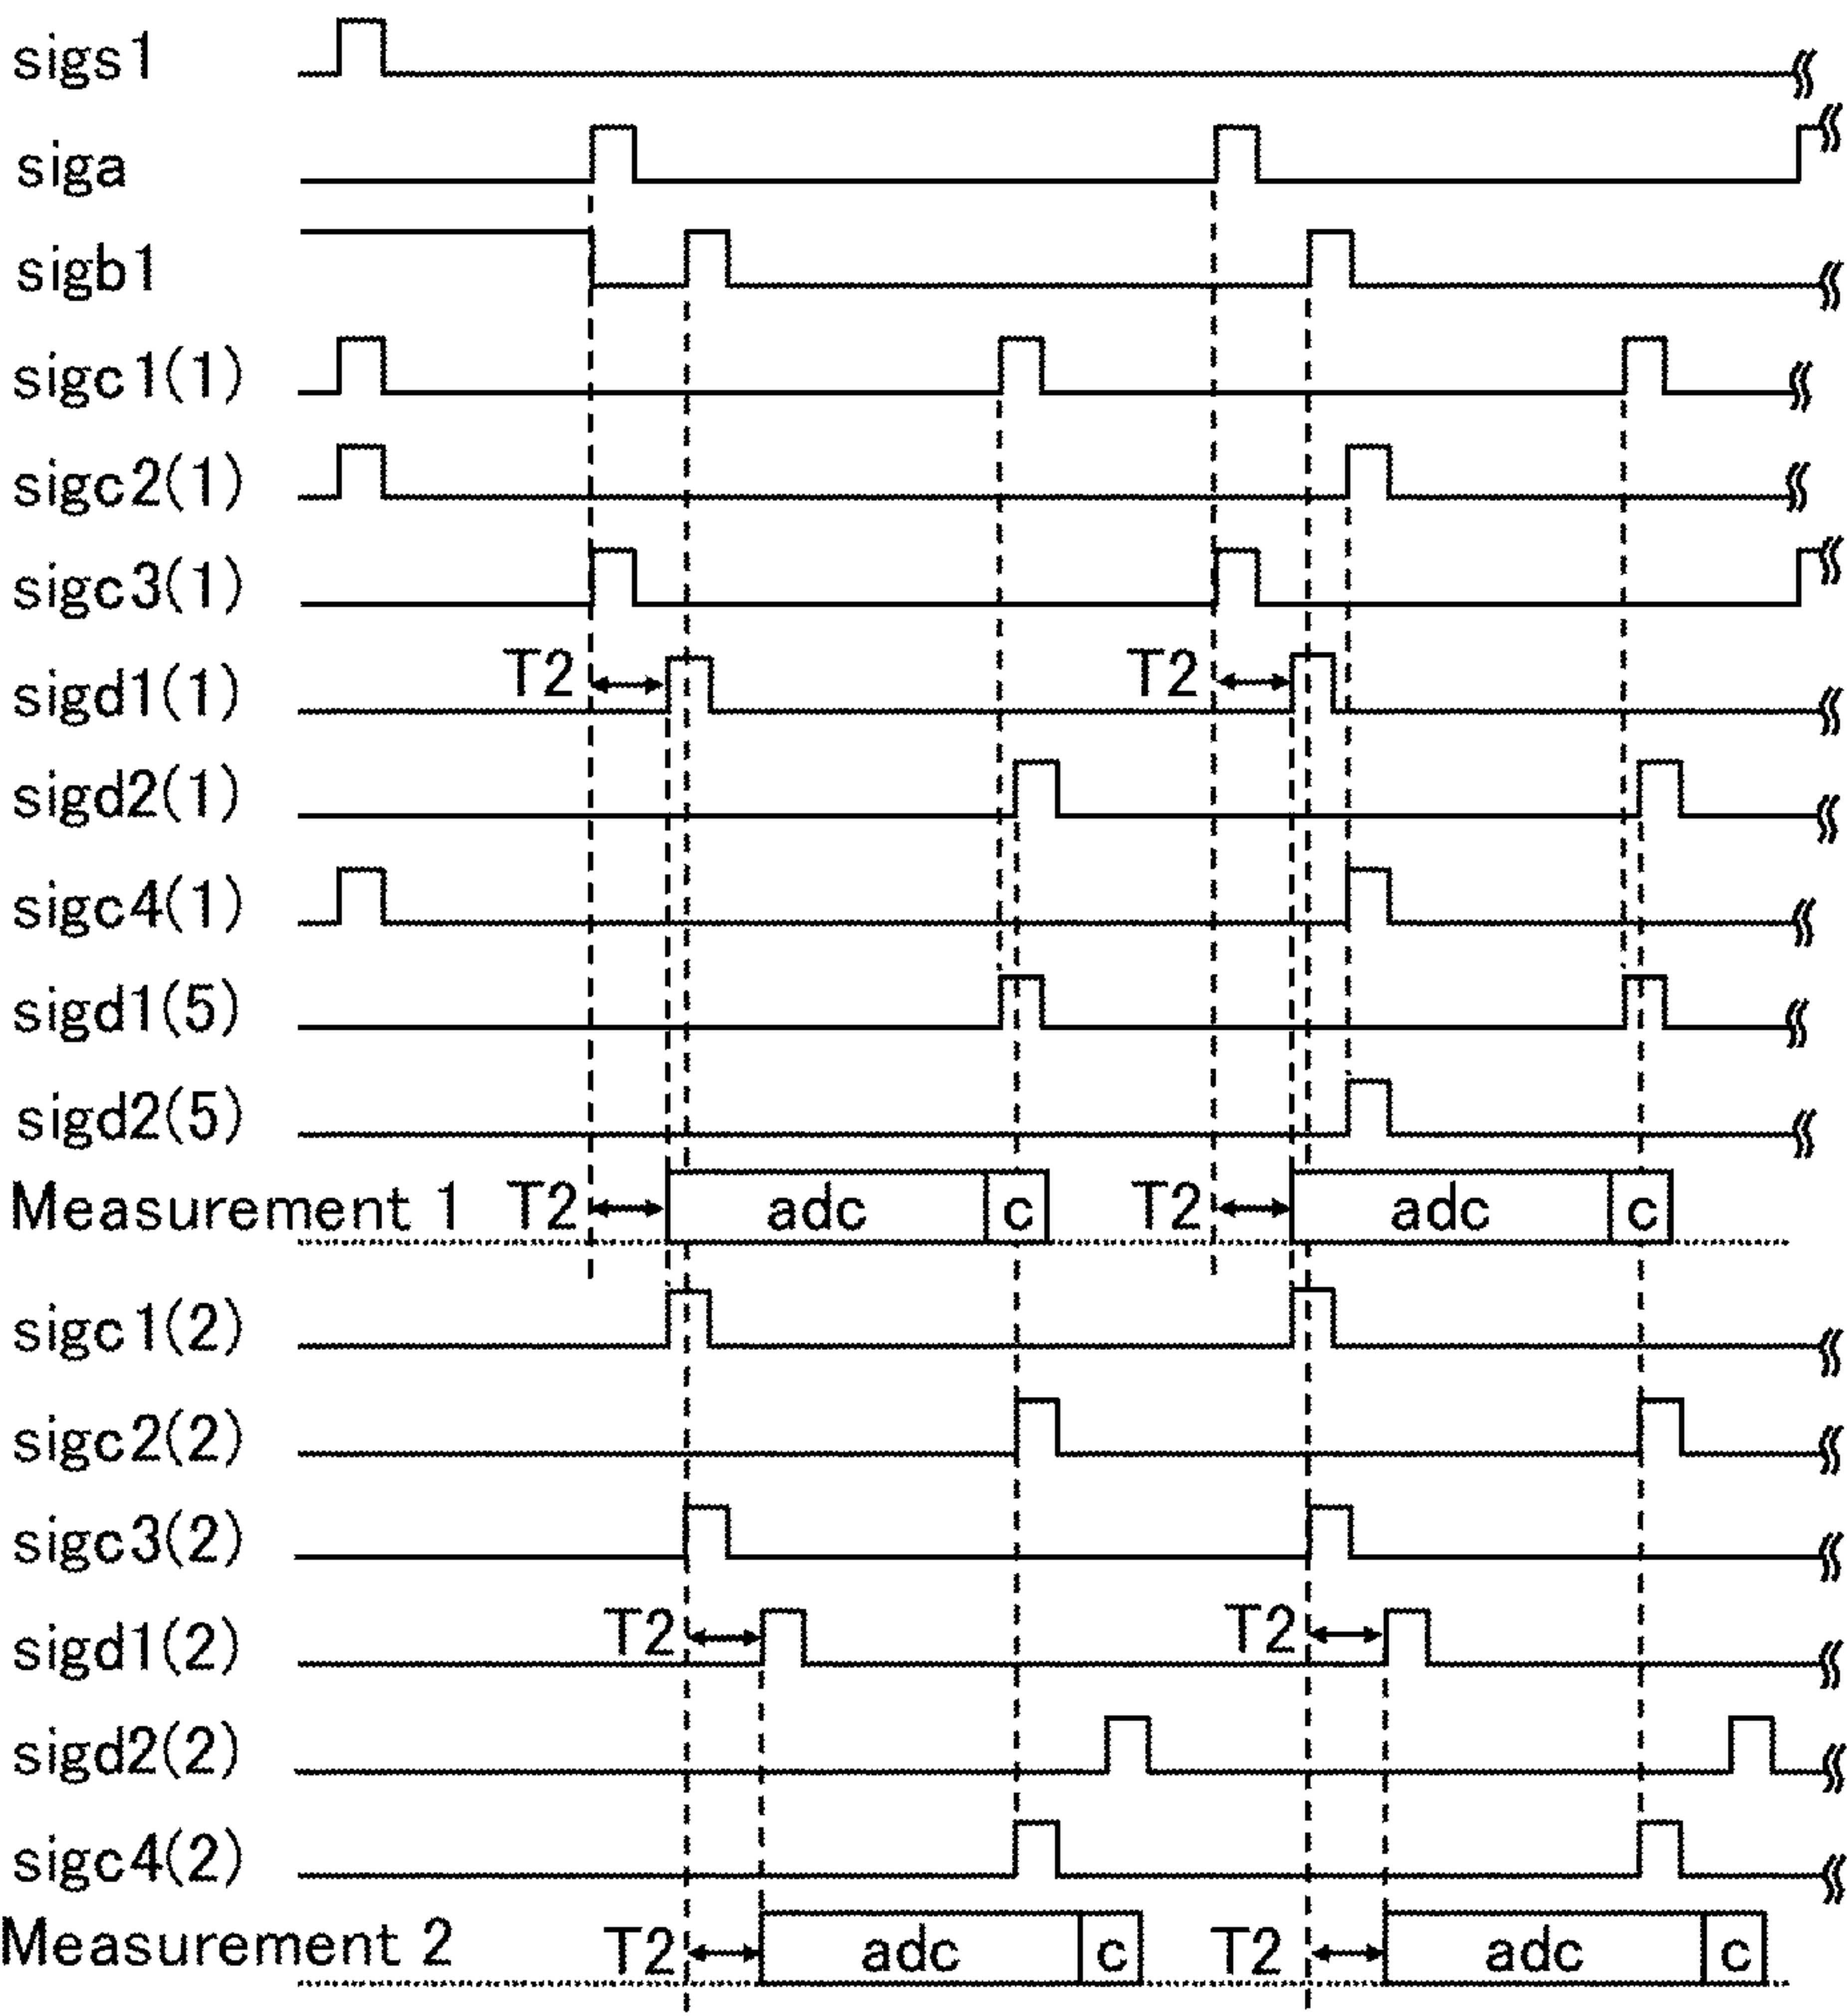 sigs1
siga
sigb1
sigc1(1)
sigc2(1)
sigc3(1)
T2 T2
sigd1(1)
sigd2(1)
sigc4(1)
sigd1(5)
sigd2(5)
Measurement 1 T2 adc c T2 adc c
sigc1(2)
sigc2(2)
sigc3(2)
sigd1(2) T2 T2
sigd2(2)
sigc4(2)
Measurement 2 T2 adc c T2 adc c